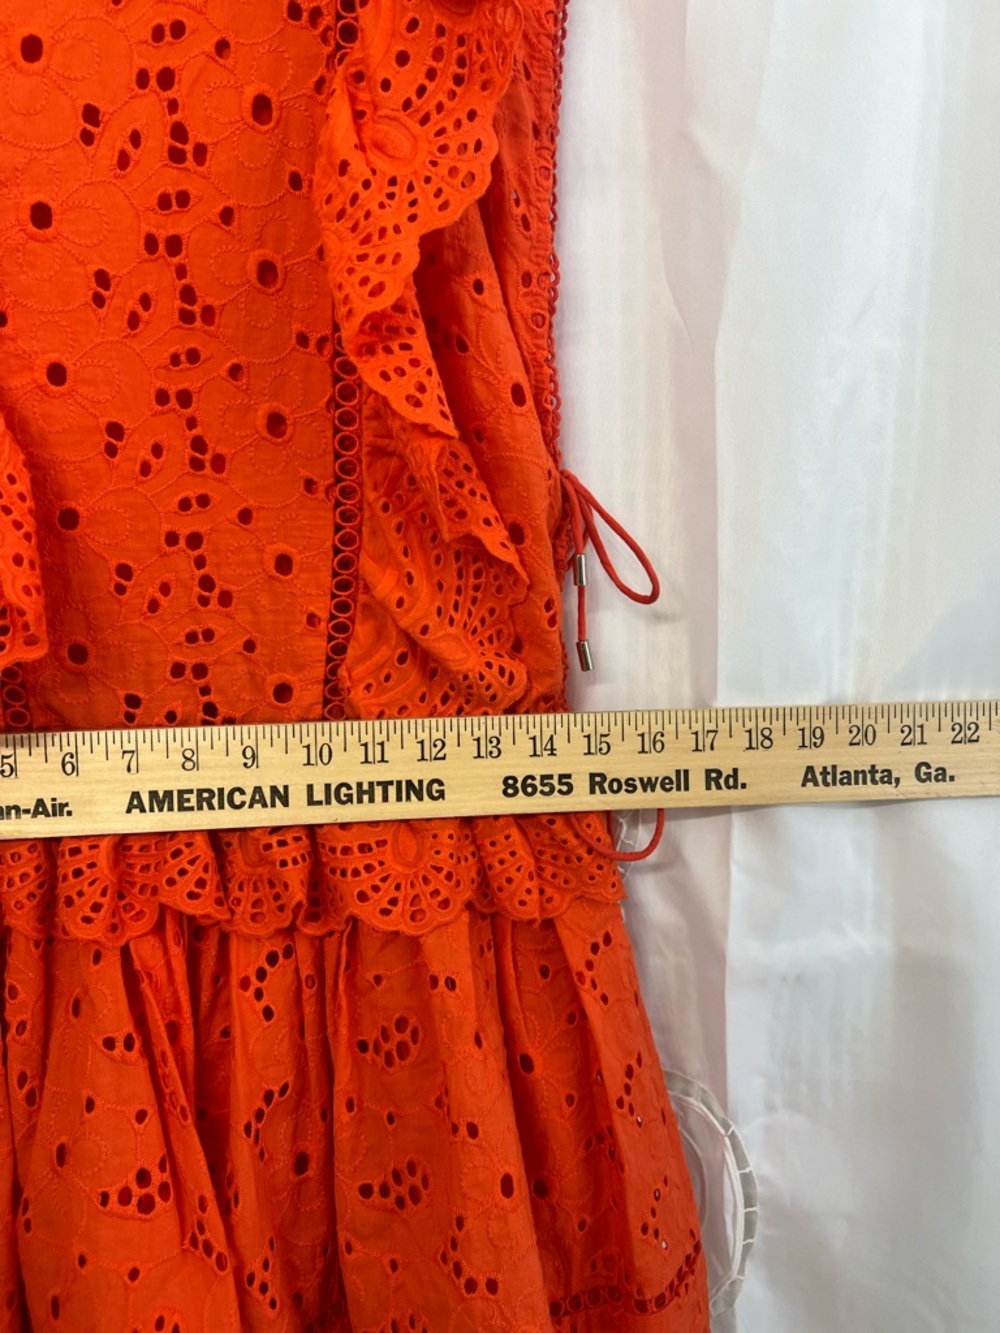 5 6 7 8 9 10 11 12 13 14 15 16 17 18 19 20 21 22
an-Air. AMERICAN LIGHTING 8655 Roswell Rd. Atlanta, Ga.